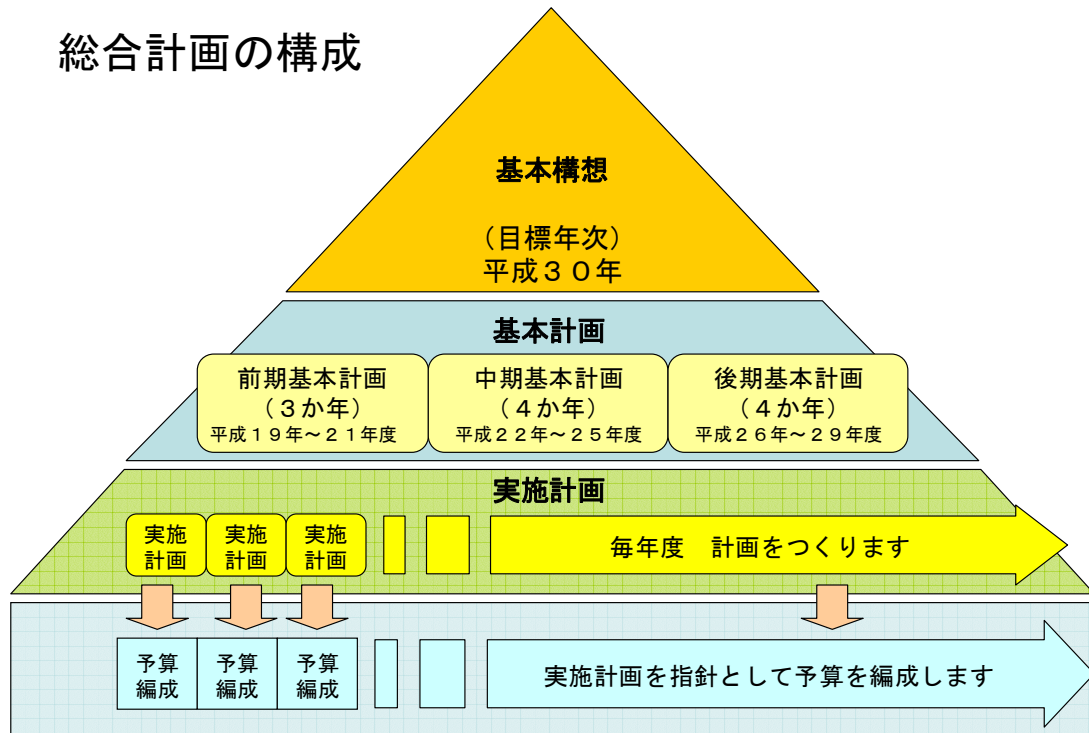 総合計画の構成
基本構想
（目標年次）
平成３０年
基本計画
前期基本計画
（３か年）
平成１９年～２１年度
中期基本計画
（４か年）
平成２２年～２５年度
後期基本計画
（４か年）
平成２６年～２９年度
実施計画
実施
計画
実施
計画
実施
計画
毎年度　計画をつくります
予算
編成
予算
編成
予算
編成
実施計画を指針として予算を編成します